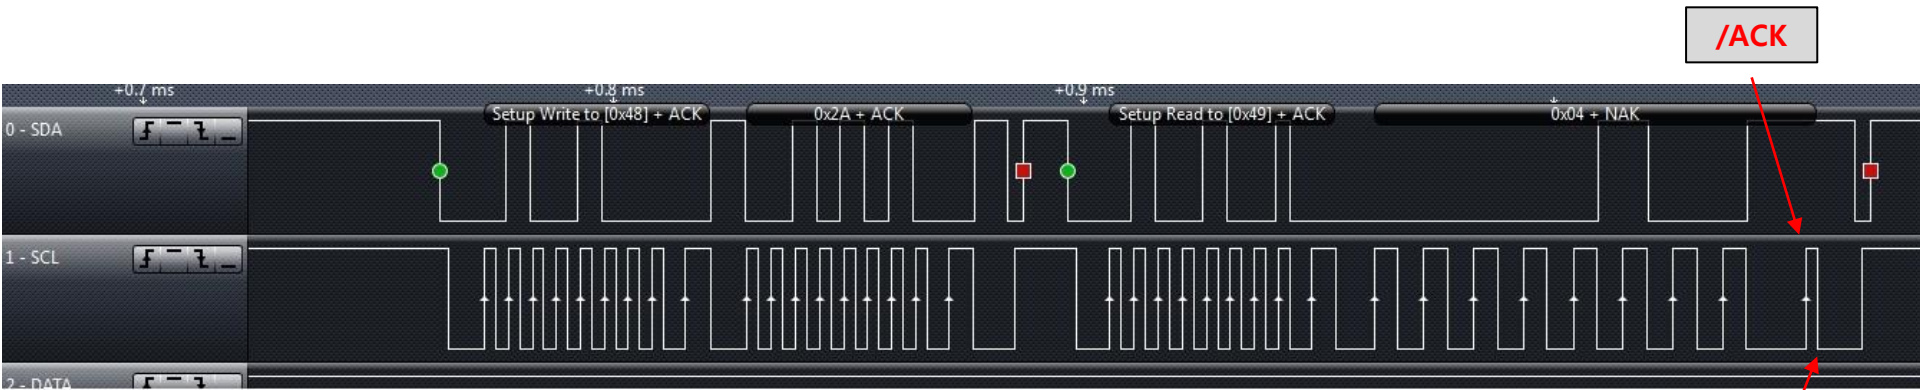 /ACK
+0.7 ms +0.8 ms +0.9 ms
Setup Write to [0x48] + ACK 0x2A + ACK Setup Read to [0x49] + ACK 0x04 + NAK
0 - SDA
1 - SCL
2 - DATA